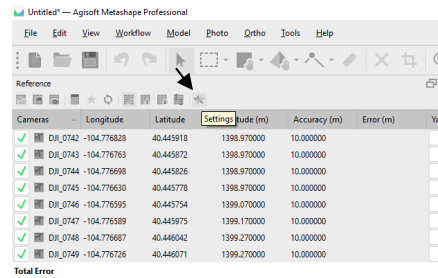 Untitled* — Agisoft Metashape Professional
File Edit View Workflow Model Photo Ortho Tools Help
Reference
Settings
Cameras Longitude Latitude tude (m) Accuracy (m) Error (m) Ya
DJI_0742 -104.776828 40.445918 1398.970000 10.000000
DJI_0743 -104.776763 40.445872 1398.970000 10.000000
DJI_0744 -104.776698 40.445826 1398.970000 10.000000
DJI_0745 -104.776630 40.445778 1398.970000 10.000000
DJI_0746 -104.776595 40.445754 1399.070000 10.000000
DJI_0747 -104.776589 40.445975 1399.170000 10.000000
DJI_0748 -104.776687 40.446042 1399.270000 10.000000
DJI_0749 -104.776726 40.446071 1399.270000 10.000000
Total Error